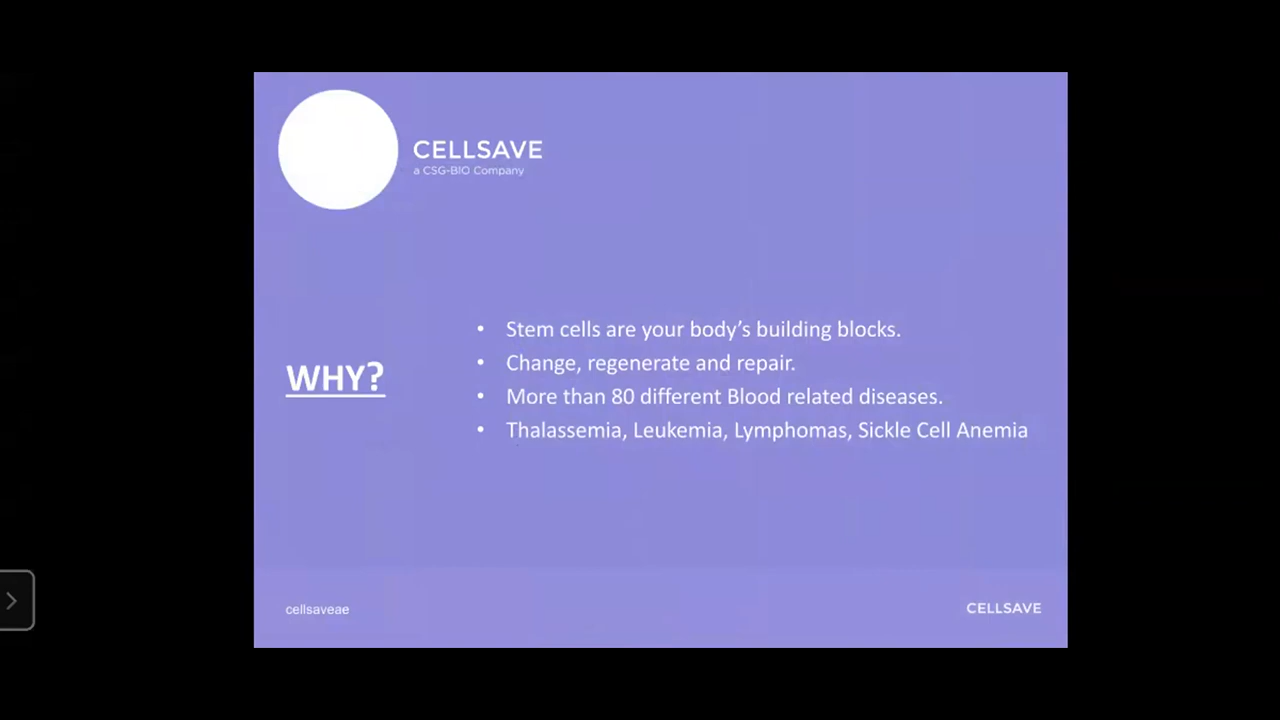 CELLSAVE
a CSG-BIO Company
WHY?
• Stem cells are your body’s building blocks.
• Change, regenerate and repair.
• More than 80 different Blood related diseases.
• Thalassemia, Leukemia, Lymphomas, Sickle Cell Anemia
cellsaveae
CELLSAVE